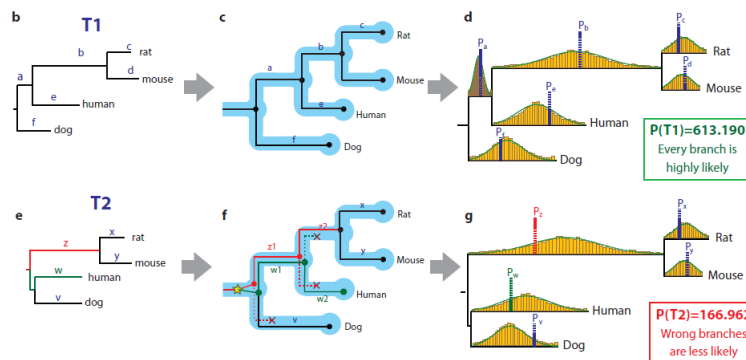 b T1
c
rat
b
d
mouse
a
e
human
f
dog
c
c
Rat
b
a
Mouse
e
Human
f
Dog
d
Pa
Pb
Pc
Rat
Pd
Mouse
Pe
Human
Pf
Dog
P(T1)=613.190
Every branch is
highly likely
T2
e
x
rat
z
y
mouse
w
human
v
dog
f
x
Rat
z2
z1
y
Mouse
w1
w2
Human
v
Dog
g
Pz
Px
Rat
Py
Mouse
Pw
Human
Pv
Dog
P(T2)=166.962
Wrong branches
are less likely